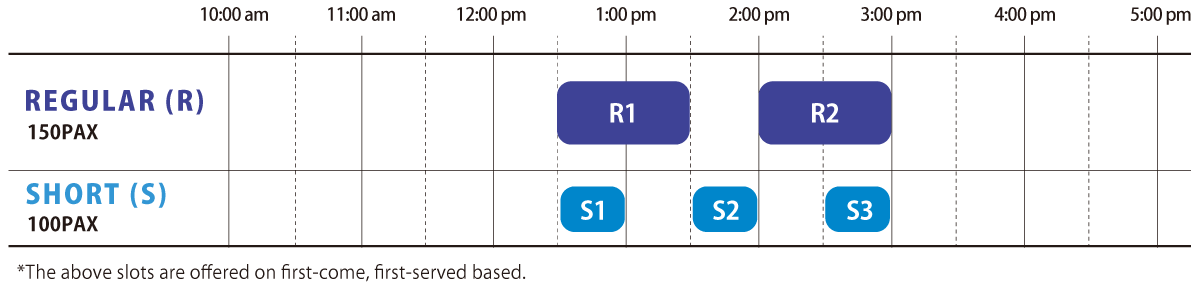 10:00 am 11:00 am 12:00 pm 1:00 pm 2:00 pm 3:00 pm 4:00 pm 5:00 pm
REGULAR (R)
150PAX
R1 R2
SHORT (S)
100PAX
S1 S2 S3
*The above slots are offered on first-come, first-served based.